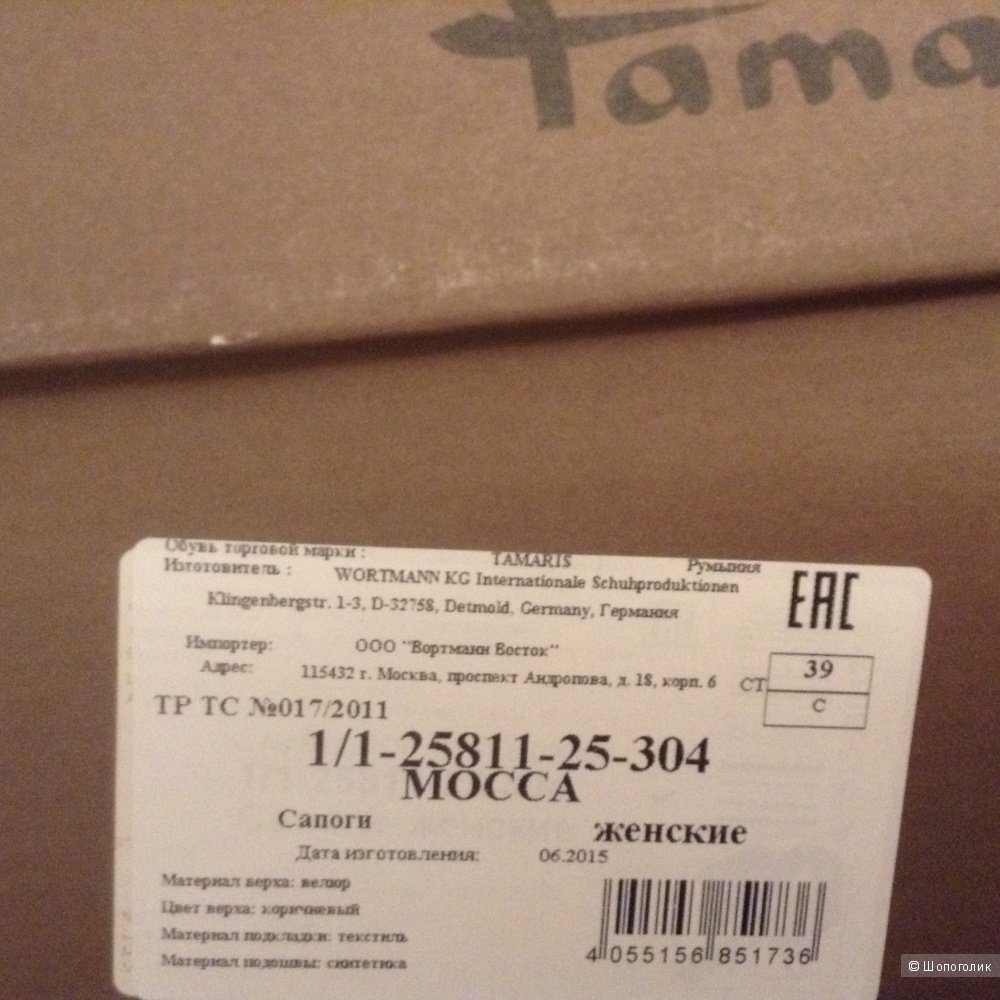 Tama
Обувь торговой марки : TAMARIS Румыния
Изготовитель : WORTMANN KG Internationale Schuhproduktionen
Klingenbergstr. 1-3, D-32758, Detmold, Germany, Германия
EAC
Импортер: ООО "Вортманн Восток"
Адрес: 115432 г. Москва, проспект Андропова, д. 18, корп. 6
СТ 39
С
ТР ТС №017/2011
1/1-25811-25-304
МОССА
Сапоги женские
Дата изготовления: 06.2015
Материал верха: велюр
Цвет верха: коричневый
Материал подкладки: текстиль
Материал подошвы: синтетика
4 055156 851736
© Шопоголик